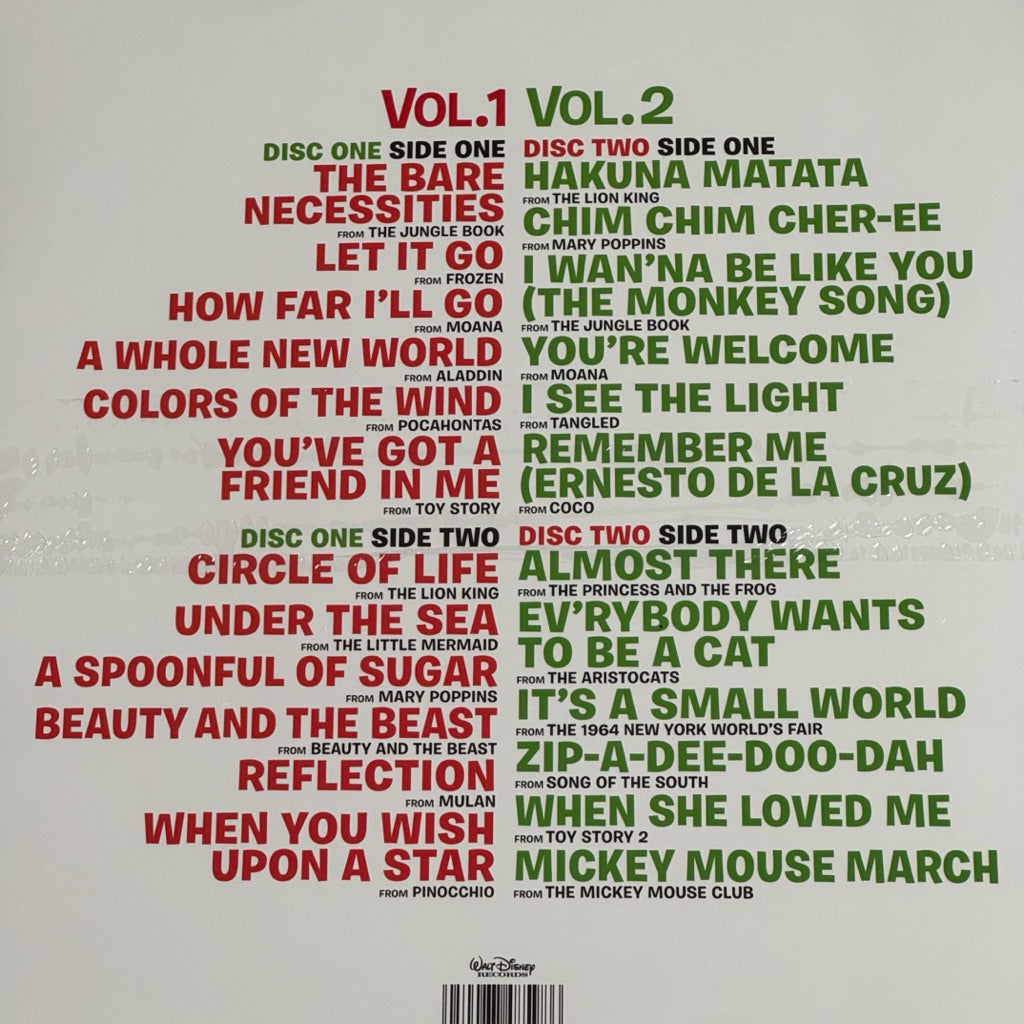 VOL.1
DISC ONE SIDE ONE
THE BARE
NECESSITIES
FROM THE JUNGLE BOOK
LET IT GO
FROM FROZEN
HOW FAR I'LL GO
FROM MOANA
A WHOLE NEW WORLD
FROM ALADDIN
COLORS OF THE WIND
FROM POCAHONTAS
YOU'VE GOT A
FRIEND IN ME
FROM TOY STORY
DISC ONE SIDE TWO
CIRCLE OF LIFE
FROM THE LION KING
UNDER THE SEA
FROM THE LITTLE MERMAID
A SPOONFUL OF SUGAR
FROM MARY POPPINS
BEAUTY AND THE BEAST
FROM BEAUTY AND THE BEAST
REFLECTION
FROM MULAN
WHEN YOU WISH
UPON A STAR
FROM PINOCCHIO
VOL.2
DISC TWO SIDE ONE
HAKUNA MATATA
FROM THE LION KING
CHIM CHIM CHER-EE
FROM MARY POPPINS
I WAN'NA BE LIKE YOU
(THE MONKEY SONG)
FROM THE JUNGLE BOOK
YOU'RE WELCOME
FROM MOANA
I SEE THE LIGHT
FROM TANGLED
REMEMBER ME
(ERNESTO DE LA CRUZ)
FROM COCO
DISC TWO SIDE TWO
ALMOST THERE
FROM THE PRINCESS AND THE FROG
EV'RYBODY WANTS
TO BE A CAT
FROM THE ARISTOCATS
IT'S A SMALL WORLD
FROM THE 1964 NEW YORK WORLD'S FAIR
ZIP-A-DEE-DOO-DAH
FROM SONG OF THE SOUTH
WHEN SHE LOVED ME
FROM TOY STORY 2
MICKEY MOUSE MARCH
FROM THE MICKEY MOUSE CLUB
WALT DISNEY
RECORDS